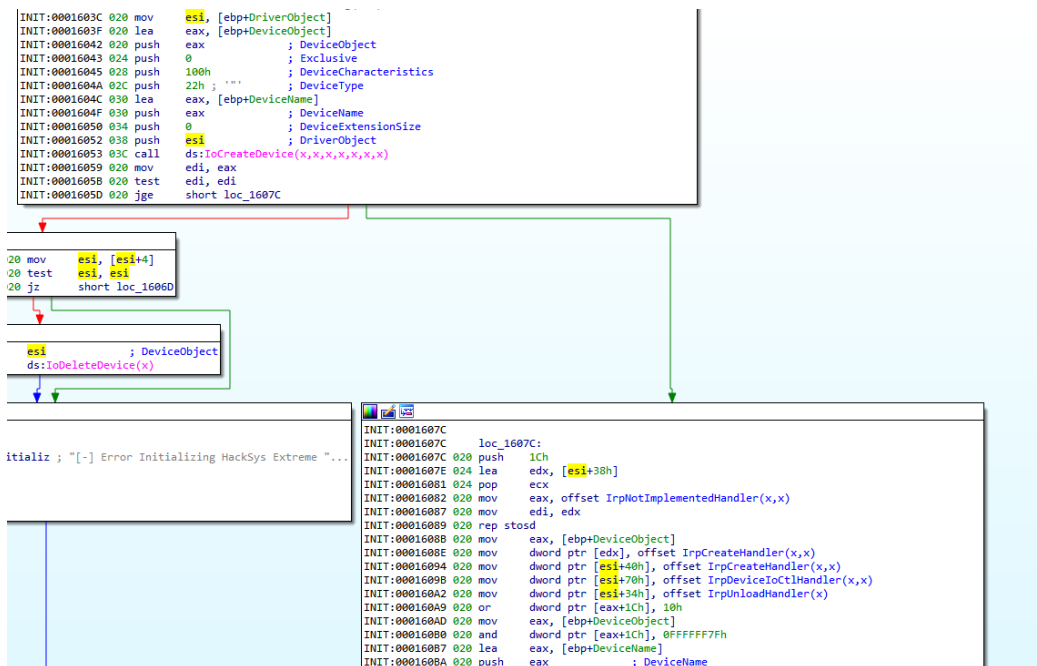 INIT:0001603C 020 mov esi, [ebp+DriverObject]
INIT:0001603F 020 lea eax, [ebp+DeviceObject]
INIT:00016042 020 push eax ; DeviceObject
INIT:00016043 024 push 0 ; Exclusive
INIT:00016045 028 push 100h ; DeviceCharacteristics
INIT:0001604A 02C push 22h ; '"' ; DeviceType
INIT:0001604C 030 lea eax, [ebp+DeviceName]
INIT:0001604F 030 push eax ; DeviceName
INIT:00016050 034 push 0 ; DeviceExtensionSize
INIT:00016052 038 push esi ; DriverObject
INIT:00016053 03C call ds:IoCreateDevice(x,x,x,x,x,x,x)
INIT:00016059 020 mov edi, eax
INIT:0001605B 020 test edi, edi
INIT:0001605D 020 jge short loc_1607C
20 mov esi, [esi+4]
20 test esi, esi
20 jz short loc_1606D
esi ; DeviceObject
ds:IoDeleteDevice(x)
itializ ; "[-] Error Initializing HackSys Extreme "...
INIT:0001607C
INIT:0001607C loc_1607C:
INIT:0001607C 020 push 1Ch
INIT:0001607E 024 lea edx, [esi+38h]
INIT:00016081 024 pop ecx
INIT:00016082 020 mov eax, offset IrpNotImplementedHandler(x,x)
INIT:00016087 020 mov edi, edx
INIT:00016089 020 rep stosd
INIT:0001608B 020 mov eax, [ebp+DeviceObject]
INIT:0001608E 020 mov dword ptr [edx], offset IrpCreateHandler(x,x)
INIT:00016094 020 mov dword ptr [esi+40h], offset IrpCreateHandler(x,x)
INIT:0001609B 020 mov dword ptr [esi+70h], offset IrpDeviceIoCtlHandler(x,x)
INIT:000160A2 020 mov dword ptr [esi+34h], offset IrpUnloadHandler(x)
INIT:000160A9 020 or dword ptr [eax+1Ch], 10h
INIT:000160AD 020 mov eax, [ebp+DeviceObject]
INIT:000160B0 020 and dword ptr [eax+1Ch], 0FFFFFF7Fh
INIT:000160B7 020 lea eax, [ebp+DeviceName]
INIT:000160BA 020 push eax ; DeviceName